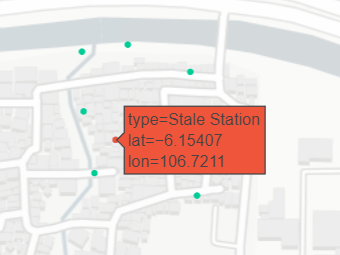 type=Stale Station
lat=−6.15407
lon=106.7211